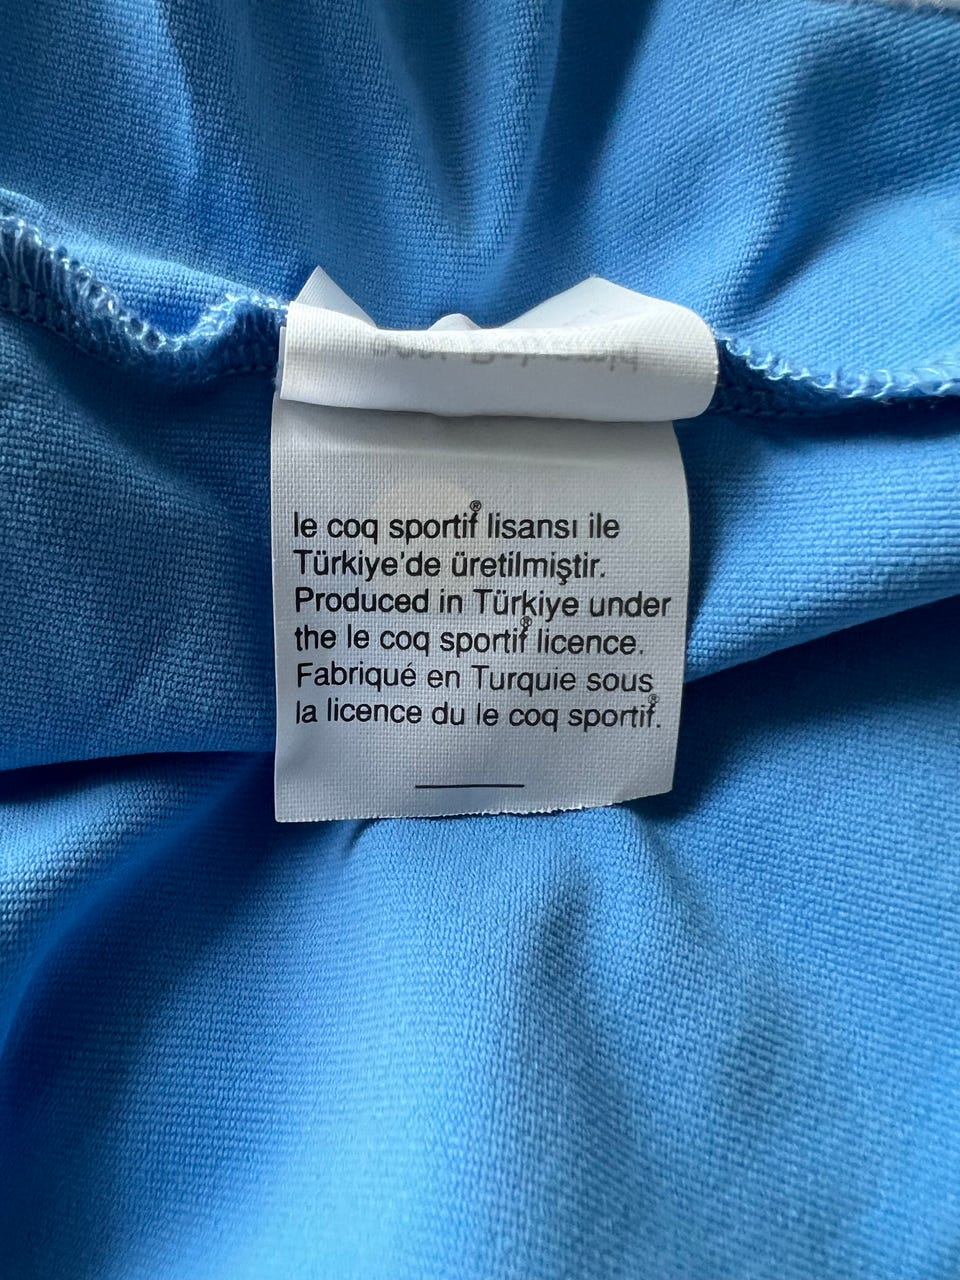 le coq sportif® lisansı ile
Türkiye'de üretilmiştir.
Produced in Türkiye under
the le coq sportif® licence.
Fabriqué en Turquie sous
la licence du le coq sportif®.